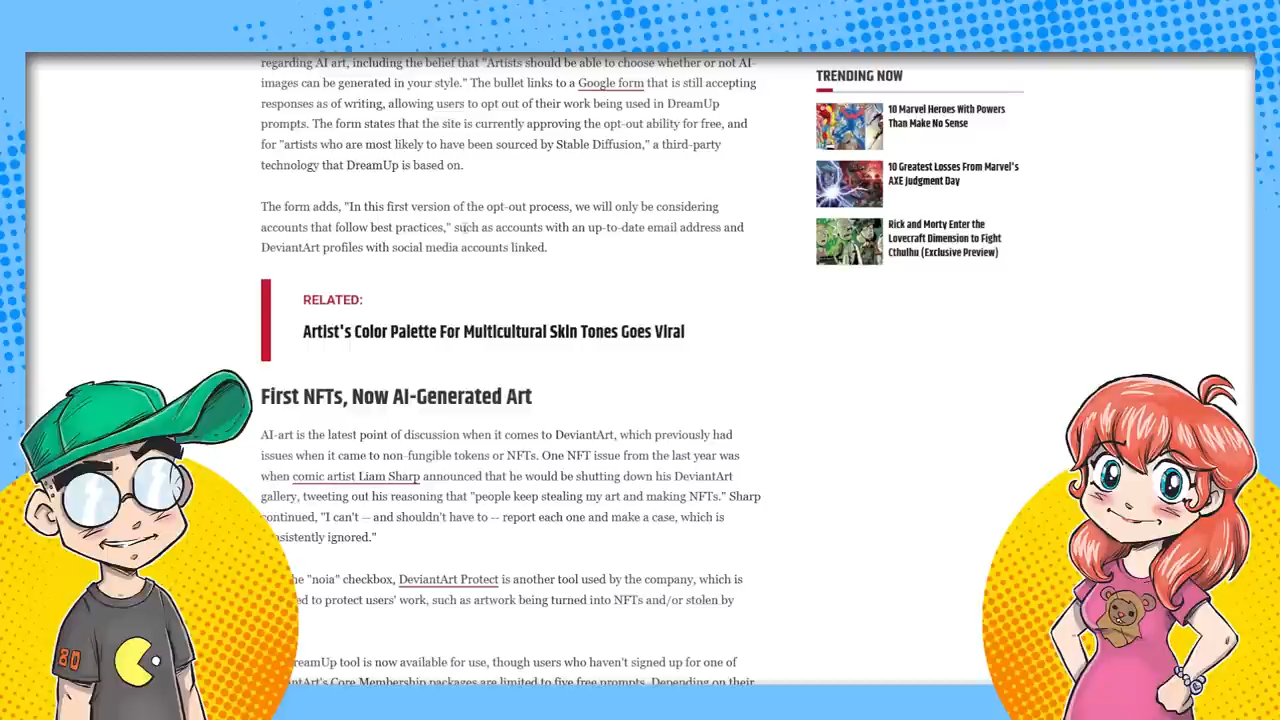 regarding AI art, including the belief that "Artists should be able to choose whether or not AI-
images can be generated in your style." The bullet links to a Google form that is still accepting
responses as of writing, allowing users to opt out of their work being used in DreamUp
prompts. The form states that the site is currently approving the opt-out ability for free, and
for "artists who are most likely to have been sourced by Stable Diffusion," a third-party
technology that DreamUp is based on.
The form adds, "In this first version of the opt-out process, we will only be considering
accounts that follow best practices," such as accounts with an up-to-date email address and
DeviantArt profiles with social media accounts linked.
RELATED:
Artist's Color Palette For Multicultural Skin Tones Goes Viral
First NFTs, Now AI-Generated Art
AI-art is the latest point of discussion when it comes to DeviantArt, which previously had
issues when it came to non-fungible tokens or NFTs. One NFT issue from the last year was
when comic artist Liam Sharp announced that he would be shutting down his DeviantArt
gallery, tweeting out his reasoning that "people keep stealing my art and making NFTs." Sharp
continued, "I can't -- and shouldn't have to -- report each one and make a case, which is
sistently ignored."
he "noia" checkbox, DeviantArt Protect is another tool used by the company, which is
ed to protect users' work, such as artwork being turned into NFTs and/or stolen by
reamUp tool is now available for use, though users who haven't signed up for one of
antArt's Core Membership packages are limited to five free prompts. Depending on their
TRENDING NOW
10 Marvel Heroes With Powers
Than Make No Sense
10 Greatest Losses From Marvel's
AXE Judgment Day
Rick and Morty Enter the
Lovecraft Dimension to Fight
Cthulhu (Exclusive Preview)
80